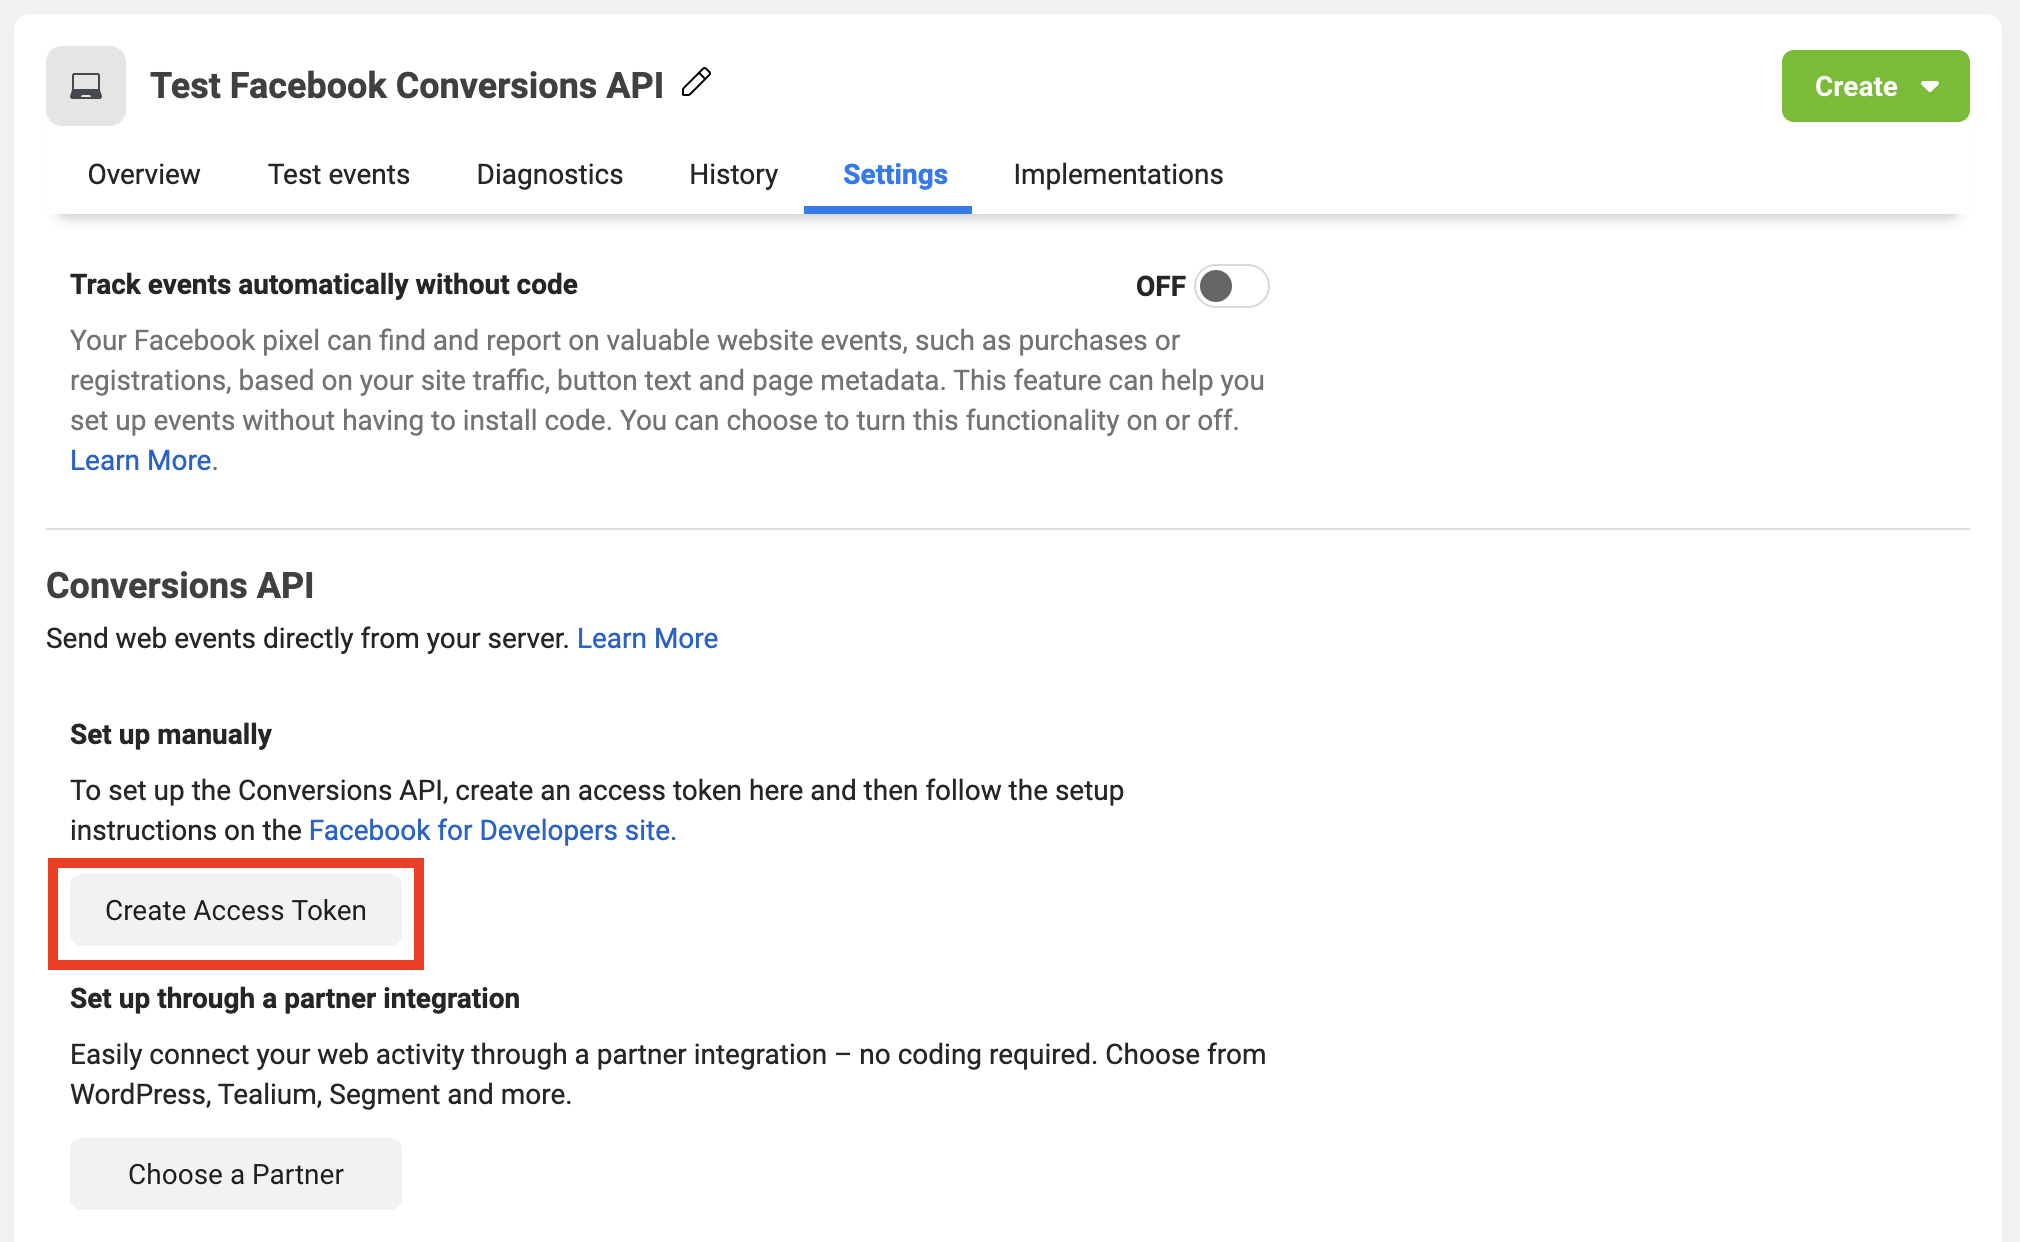 Test Facebook Conversions API
Create
Overview Test events Diagnostics History Settings Implementations
Track events automatically without code
OFF
Your Facebook pixel can find and report on valuable website events, such as purchases or
registrations, based on your site traffic, button text and page metadata. This feature can help you
set up events without having to install code. You can choose to turn this functionality on or off.
Learn More.
Conversions API
Send web events directly from your server. Learn More
Set up manually
To set up the Conversions API, create an access token here and then follow the setup
instructions on the Facebook for Developers site.
Create Access Token
Set up through a partner integration
Easily connect your web activity through a partner integration – no coding required. Choose from
WordPress, Tealium, Segment and more.
Choose a Partner